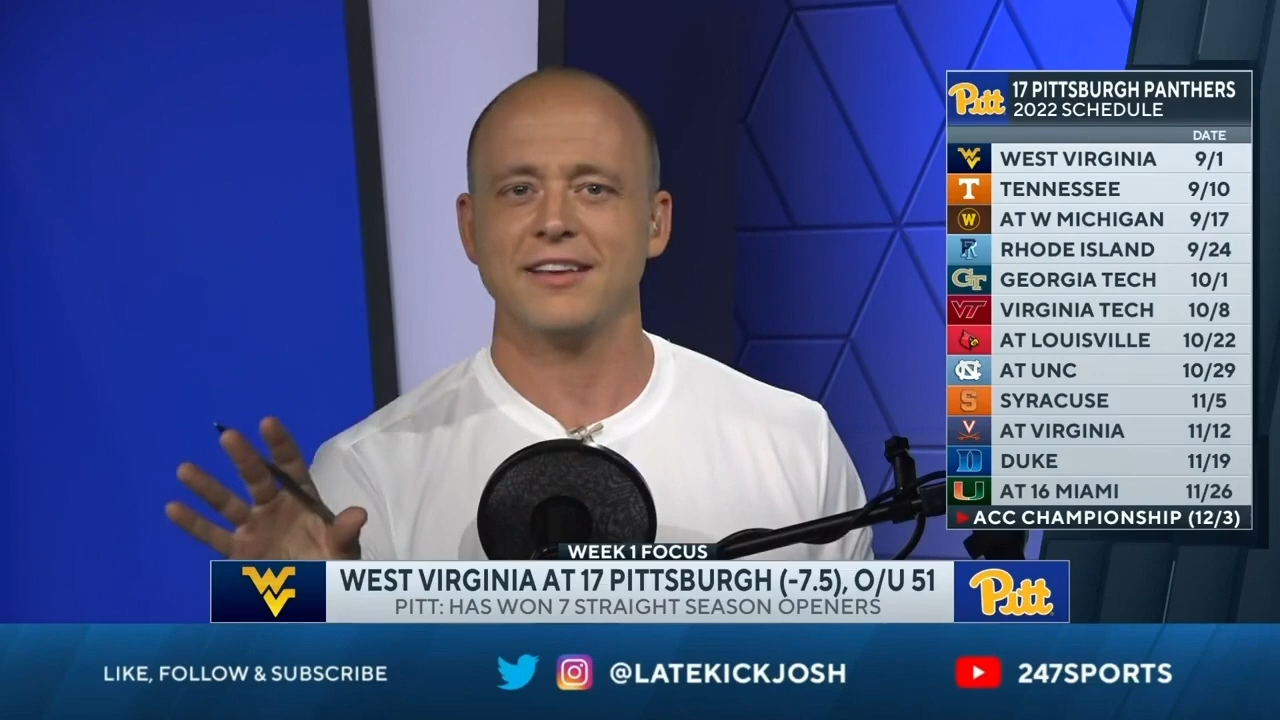 Pitt
17 PITTSBURGH PANTHERS
2022 SCHEDULE
DATE
WEST VIRGINIA 9/1
TENNESSEE 9/10
AT W MICHIGAN 9/17
RHODE ISLAND 9/24
GEORGIA TECH 10/1
VIRGINIA TECH 10/8
AT LOUISVILLE 10/22
AT UNC 10/29
SYRACUSE 11/5
AT VIRGINIA 11/12
DUKE 11/19
AT 16 MIAMI 11/26
ACC CHAMPIONSHIP (12/3)
WEEK 1 FOCUS
WEST VIRGINIA AT 17 PITTSBURGH (-7.5), O/U 51
PITT: HAS WON 7 STRAIGHT SEASON OPENERS
Pitt
LIKE, FOLLOW & SUBSCRIBE
@LATEKICKJOSH
247SPORTS